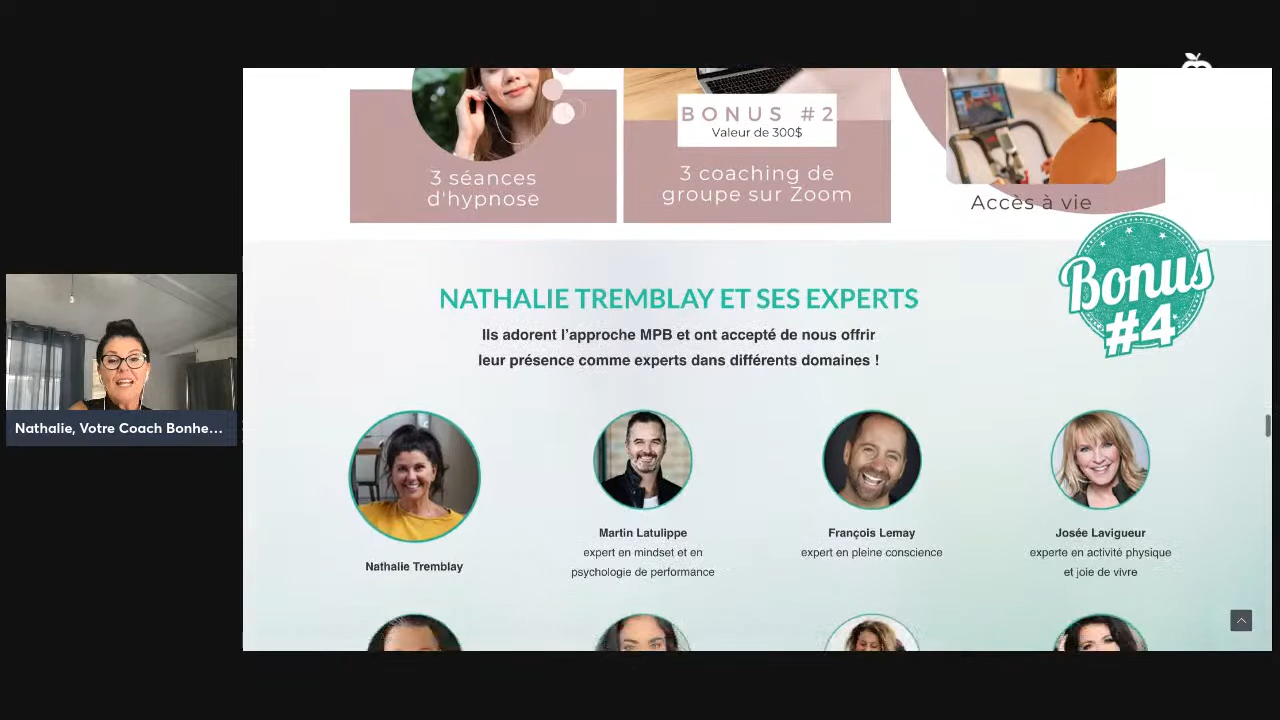 BONUS #2
Valeur de 300$
3 séances
d'hypnose
3 coaching de
groupe sur Zoom
Accès à vie
Bonus
#4
NATHALIE TREMBLAY ET SES EXPERTS
Ils adorent l'approche MPB et ont accepté de nous offrir
leur présence comme experts dans différents domaines !
Nathalie, Votre Coach Bonhe...
Nathalie Tremblay
Martin Latulippe
expert en mindset et en
psychologie de performance
François Lemay
expert en pleine conscience
Josée Lavigueur
experte en activité physique
et joie de vivre